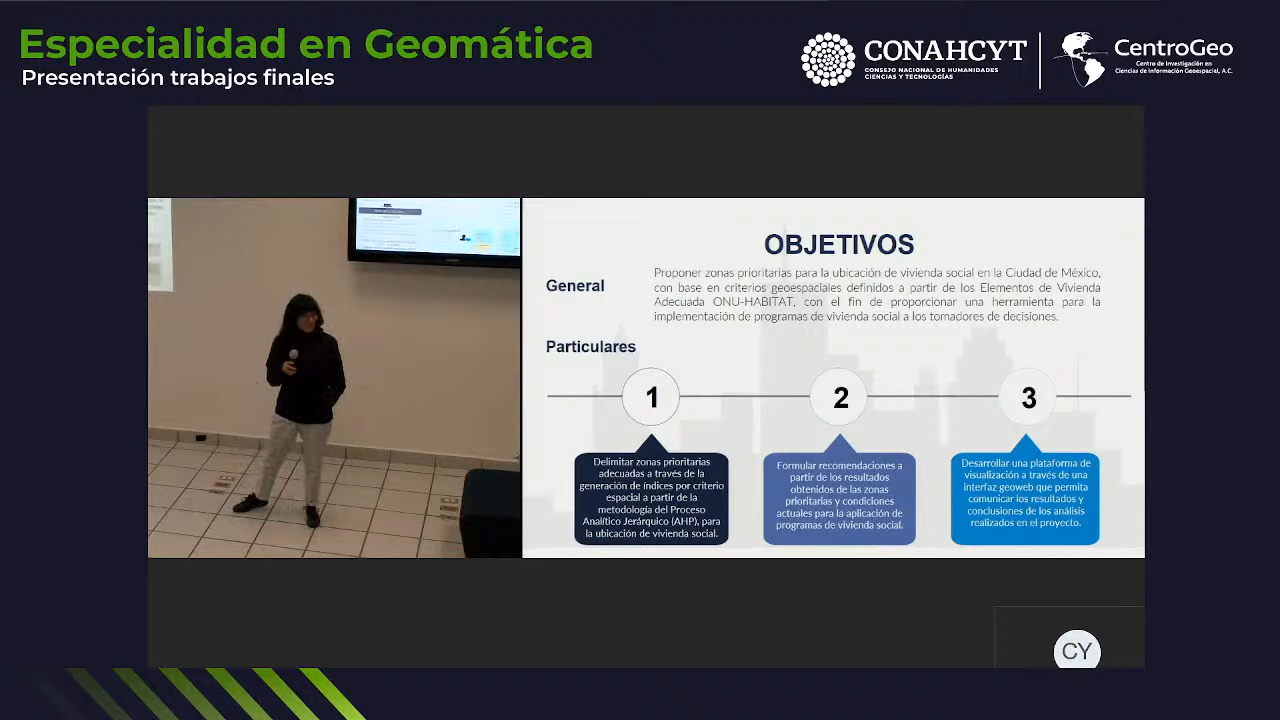 Especialidad en Geomática
Presentación trabajos finales
CONAHCYT
CONSEJO NACIONAL DE HUMANIDADES
CIENCIAS Y TECNOLOGÍAS
CentroGeo
Centro de Investigación en
Ciencias de Información Geoespacial, A.C.
OBJETIVOS
General
Proponer zonas prioritarias para la ubicación de vivienda social en la Ciudad de México,
con base en criterios geoespaciales definidos a partir de los Elementos de Vivienda
Adecuada ONU-HABITAT, con el fin de proporcionar una herramienta para la
implementación de programas de vivienda social a los tomadores de decisiones.
Particulares
1
2
3
Delimitar zonas prioritarias
adecuadas a través de la
generación de índices por criterio
espacial a partir de la
metodología del Proceso
Analítico Jerárquico (AHP), para
la ubicación de vivienda social.
Formular recomendaciones a
partir de los resultados
obtenidos de las zonas
prioritarias y condiciones
actuales para la aplicación de
programas de vivienda social.
Desarrollar una plataforma de
visualización a través de una
interfaz geoweb que permita
comunicar los resultados y
conclusiones de los análisis
realizados en el proyecto.
CY